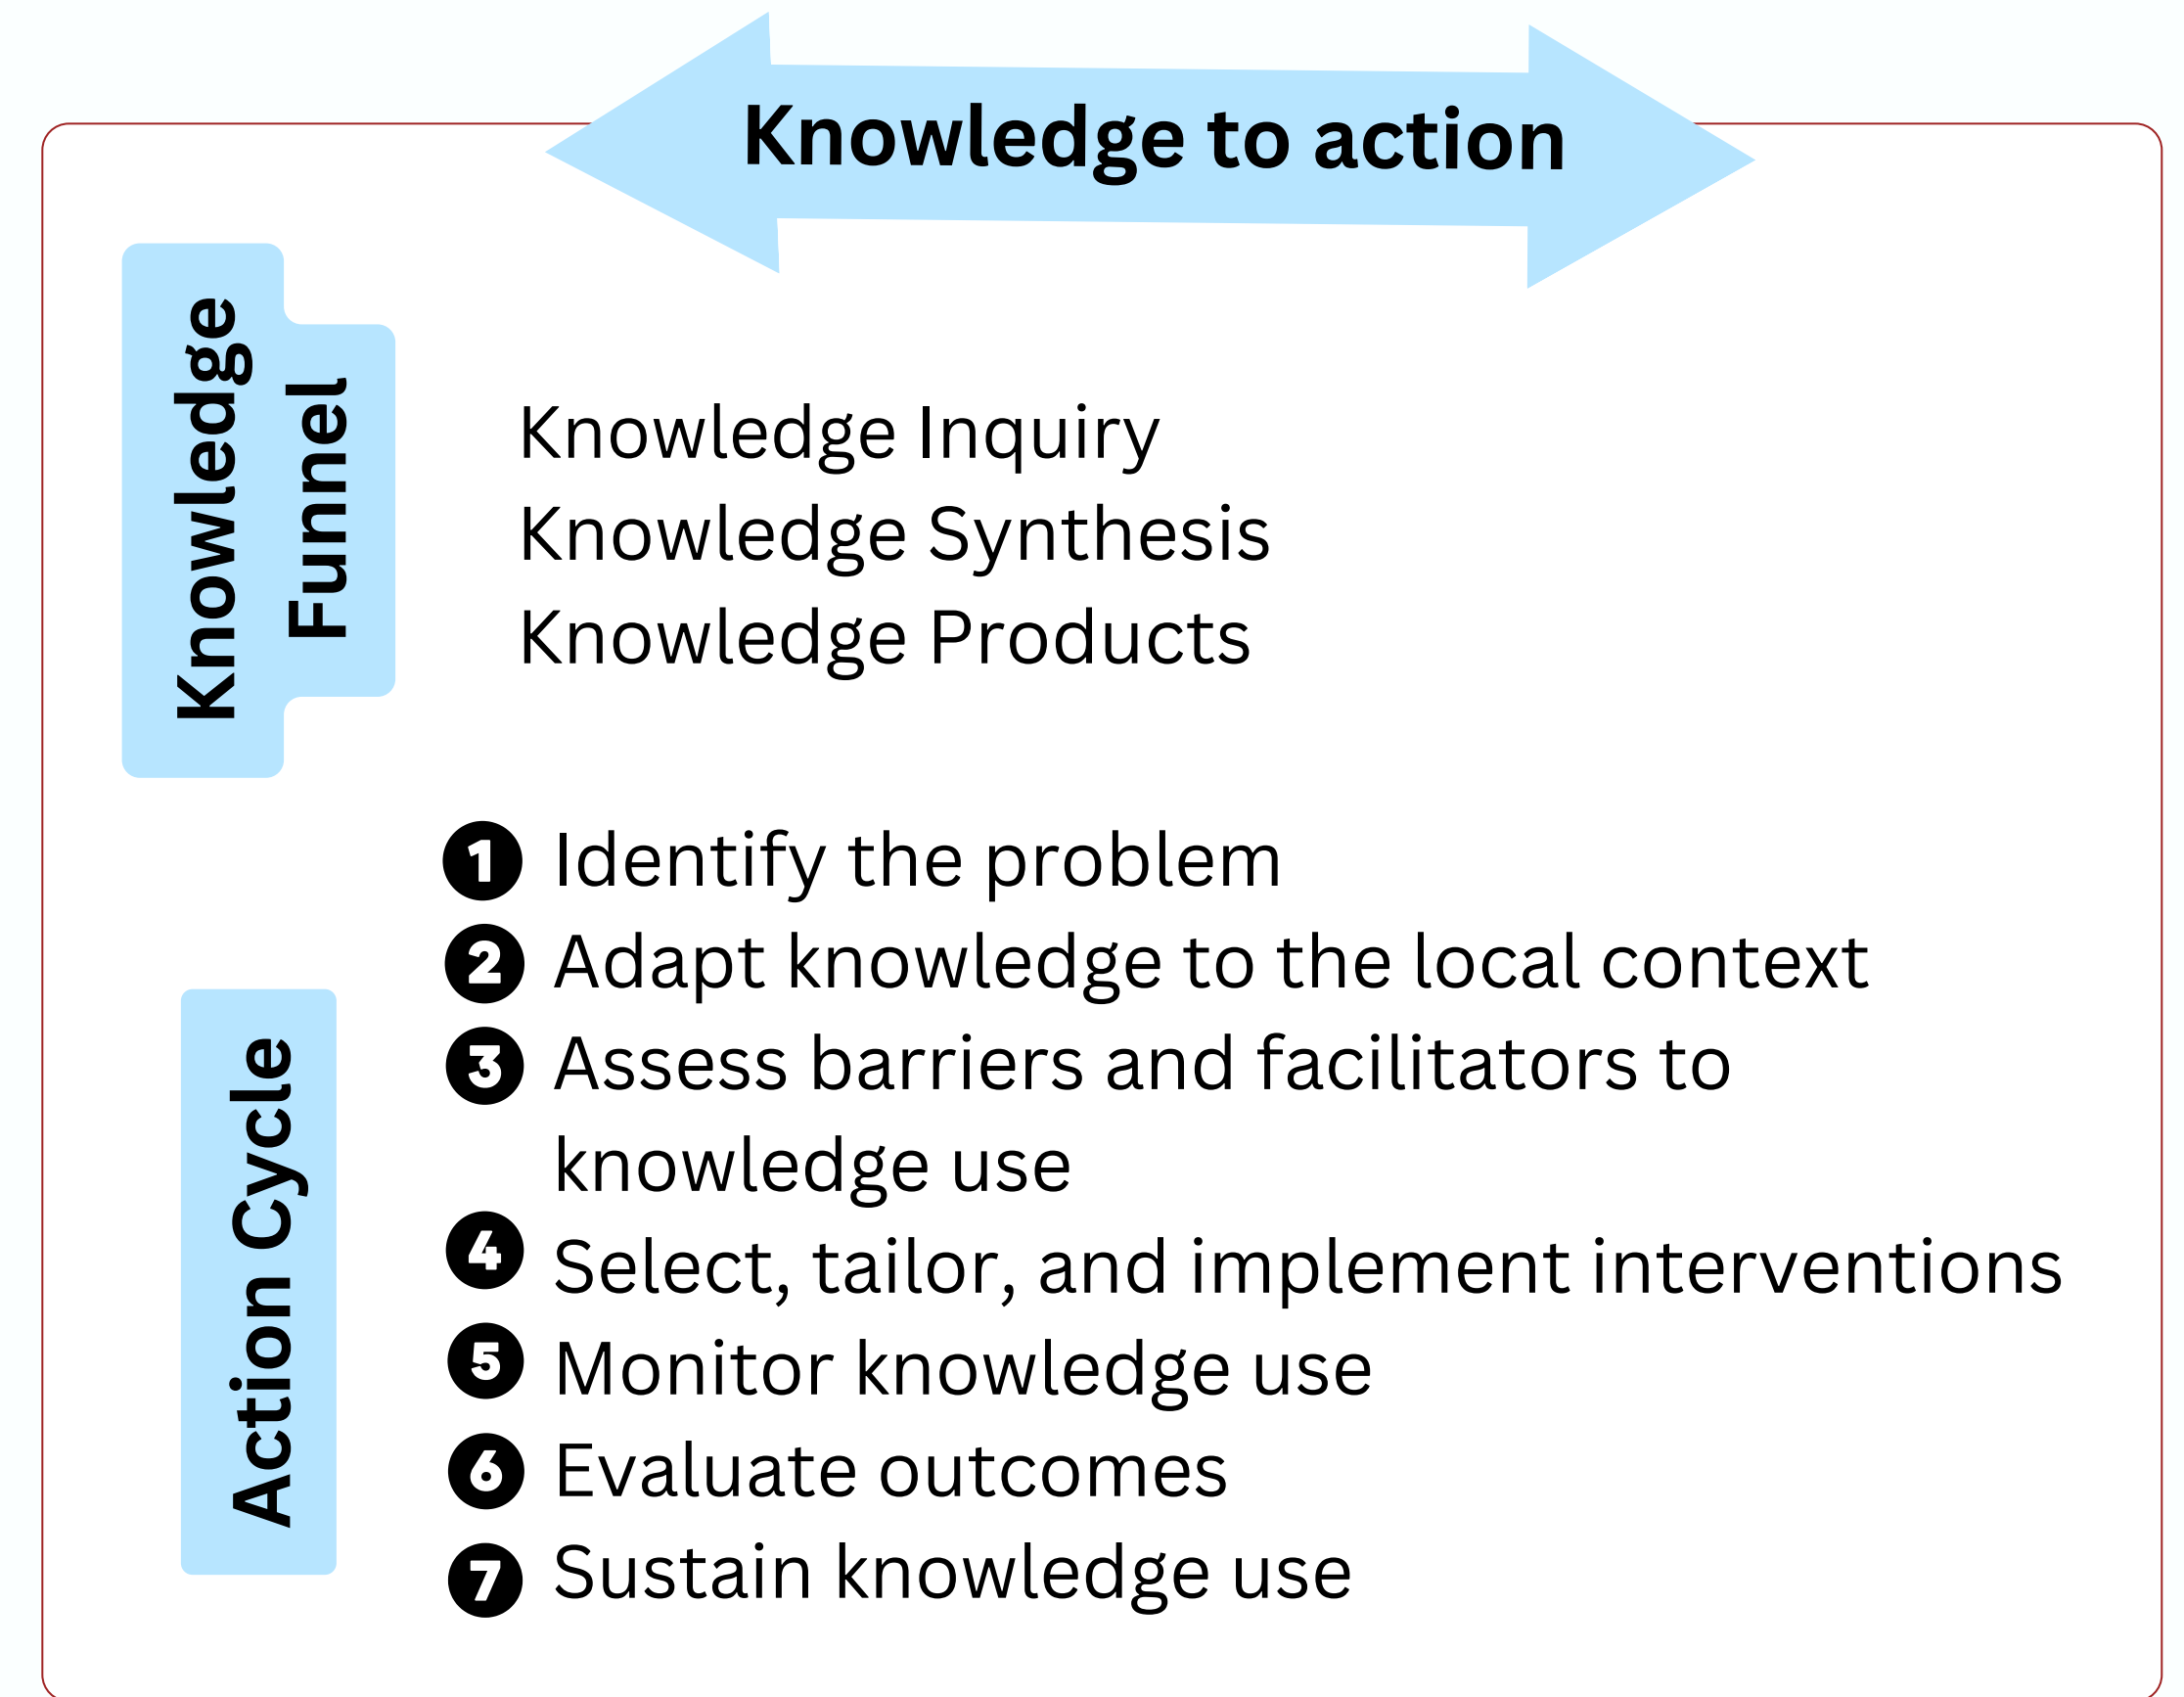 Knowledge to action
Knowledge
Funnel
Knowledge Inquiry
Knowledge Synthesis
Knowledge Products
Action Cycle
1 Identify the problem
2 Adapt knowledge to the local context
3 Assess barriers and facilitators to
knowledge use
4 Select, tailor, and implement interventions
5 Monitor knowledge use
6 Evaluate outcomes
7 Sustain knowledge use